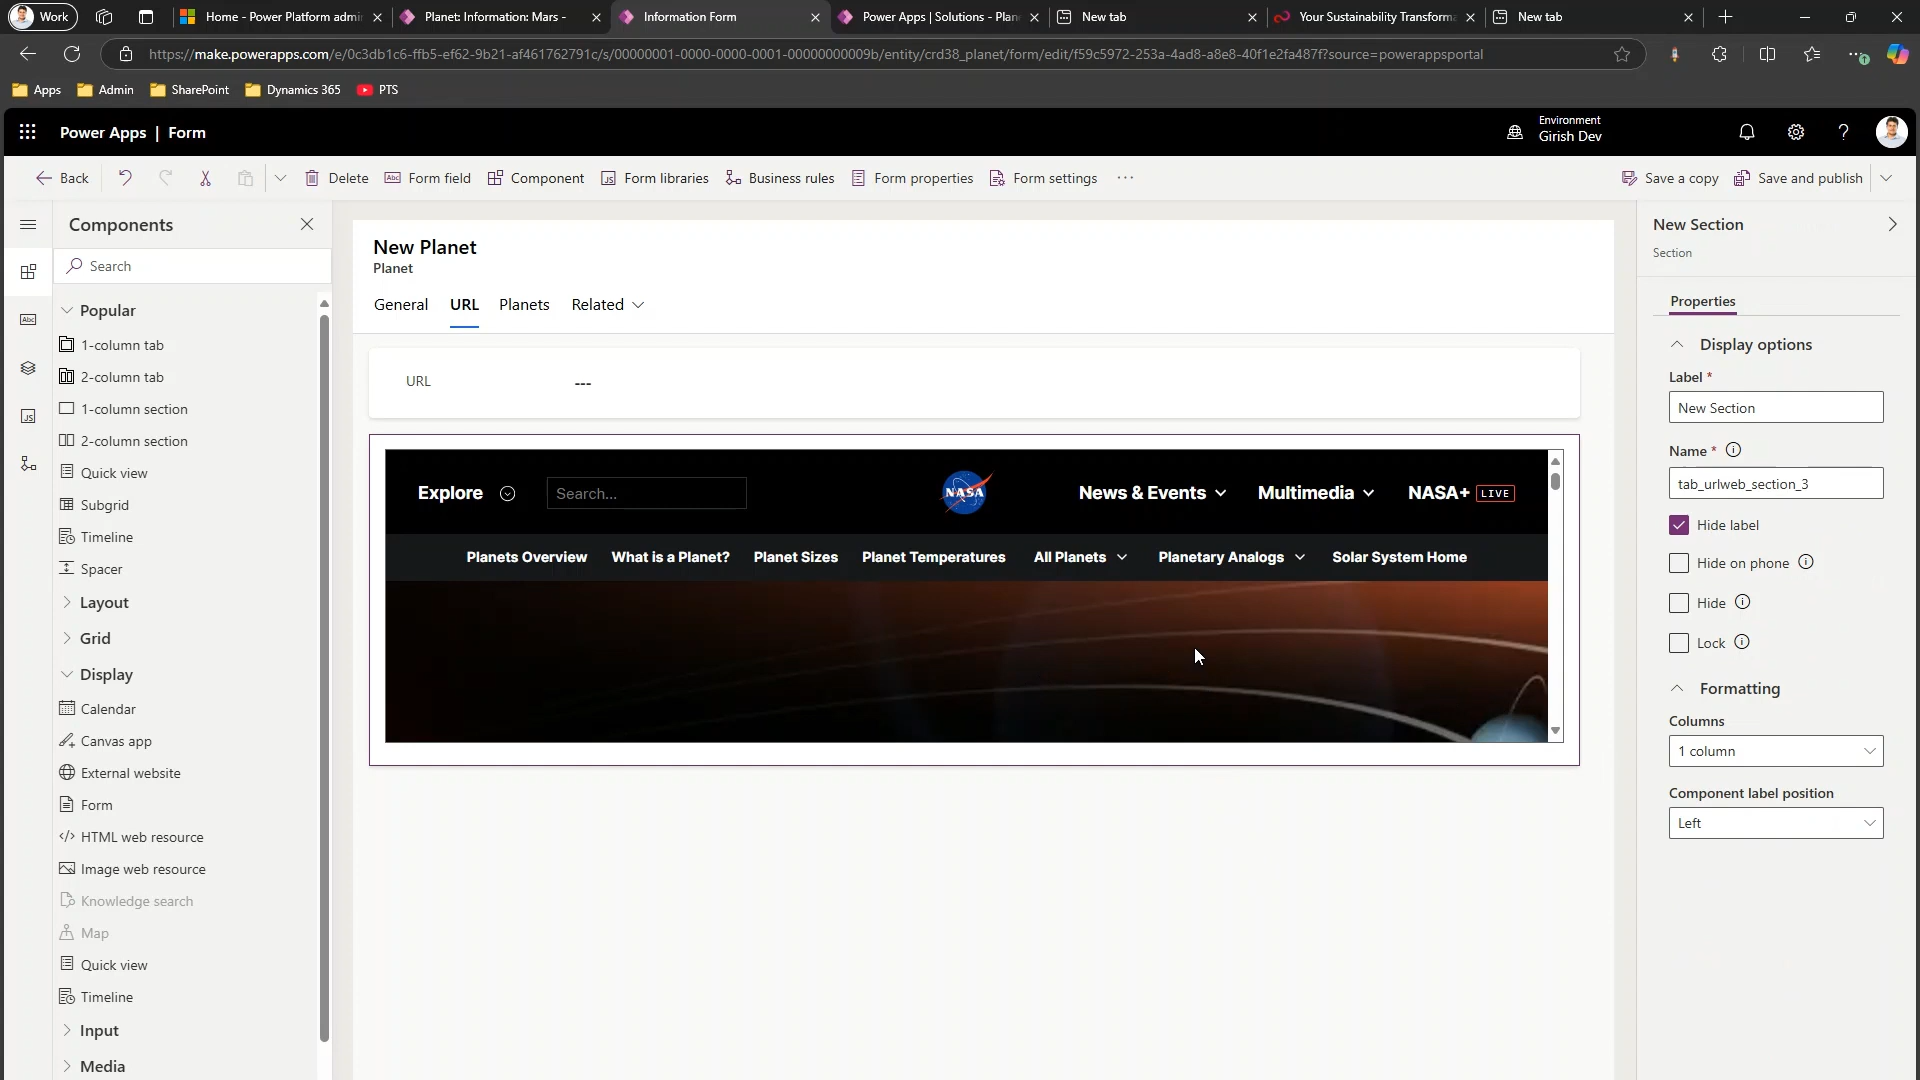 Work
Home - Power Platform admi
Planet: Information: Mars -
Information Form
Power Apps | Solutions - Plan
New tab
Your Sustainability Transforma
New tab
https://make.powerapps.com/e/0c3db1c6-ffb5-ef62-9b21-af461762791c/s/00000001-0000-0000-0001-00000000009b/entity/crd38_planet/form/edit/f59c5972-253a-4ad8-a8e8-40f1e2fa487f?source=powerappsportal
Apps
Admin
SharePoint
Dynamics 365
PTS
Power Apps | Form
Environment
Girish Dev
Back
Delete
Form field
Component
Form libraries
Business rules
Form properties
Form settings
Save a copy
Save and publish
Components
Search
Popular
1-column tab
2-column tab
1-column section
2-column section
Quick view
Subgrid
Timeline
Spacer
Layout
Grid
Display
Calendar
Canvas app
External website
Form
HTML web resource
Image web resource
Knowledge search
Map
Quick view
Timeline
Input
Media
New Planet
Planet
General
URL
Planets
Related
URL
---
Explore
Search...
NASA
News & Events
Multimedia
NASA+ LIVE
Planets Overview
What is a Planet?
Planet Sizes
Planet Temperatures
All Planets
Planetary Analogs
Solar System Home
New Section
Section
Properties
Display options
Label *
New Section
Name *
tab_urlweb_section_3
Hide label
Hide on phone
Hide
Lock
Formatting
Columns
1 column
Component label position
Left